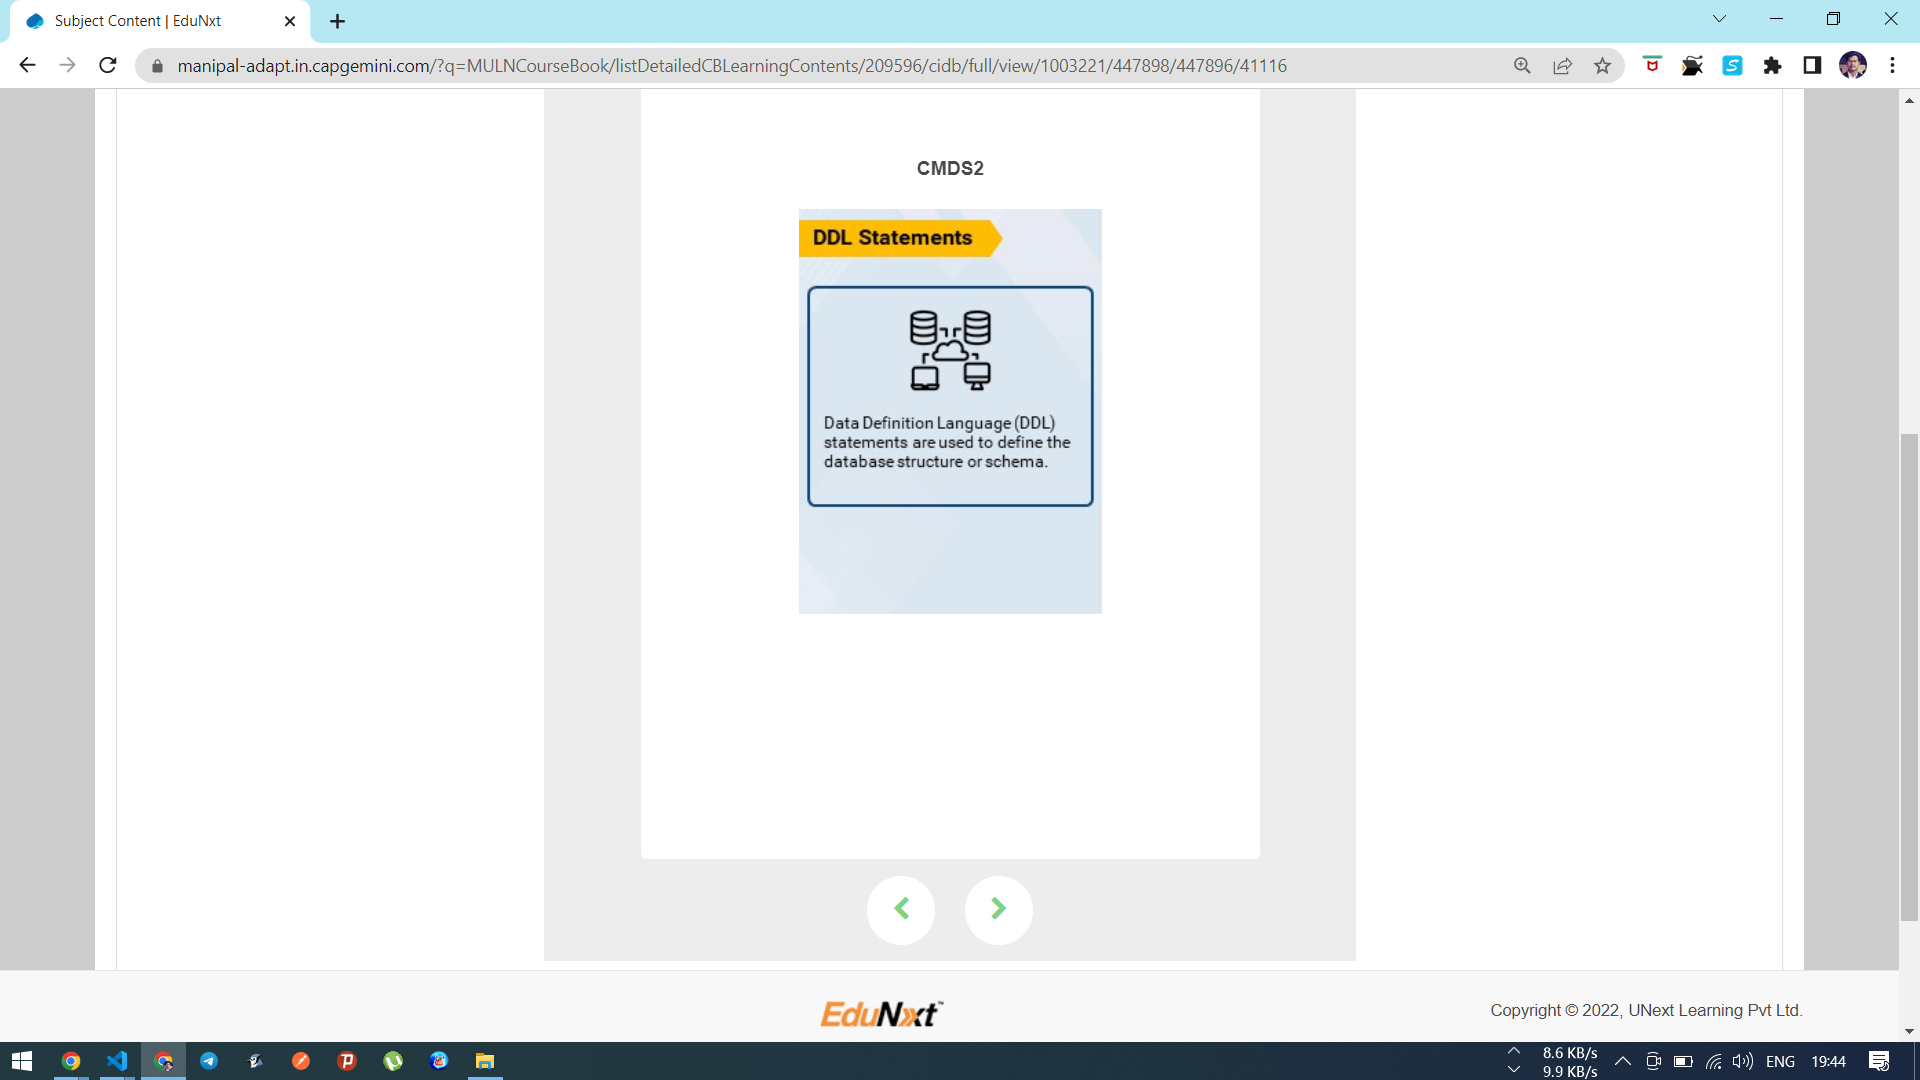 Subject Content | EduNxt
manipal-adapt.in.capgemini.com/?q=MULNCourseBook/listDetailedCBLearningContents/209596/cidb/full/view/1003221/447898/447896/41116
CMDS2
DDL Statements
Data Definition Language (DDL)
statements are used to define the
database structure or schema.
EduNxt
Copyright © 2022, UNext Learning Pvt Ltd.
8.6 KB/s
9.9 KB/s
ENG
19:44